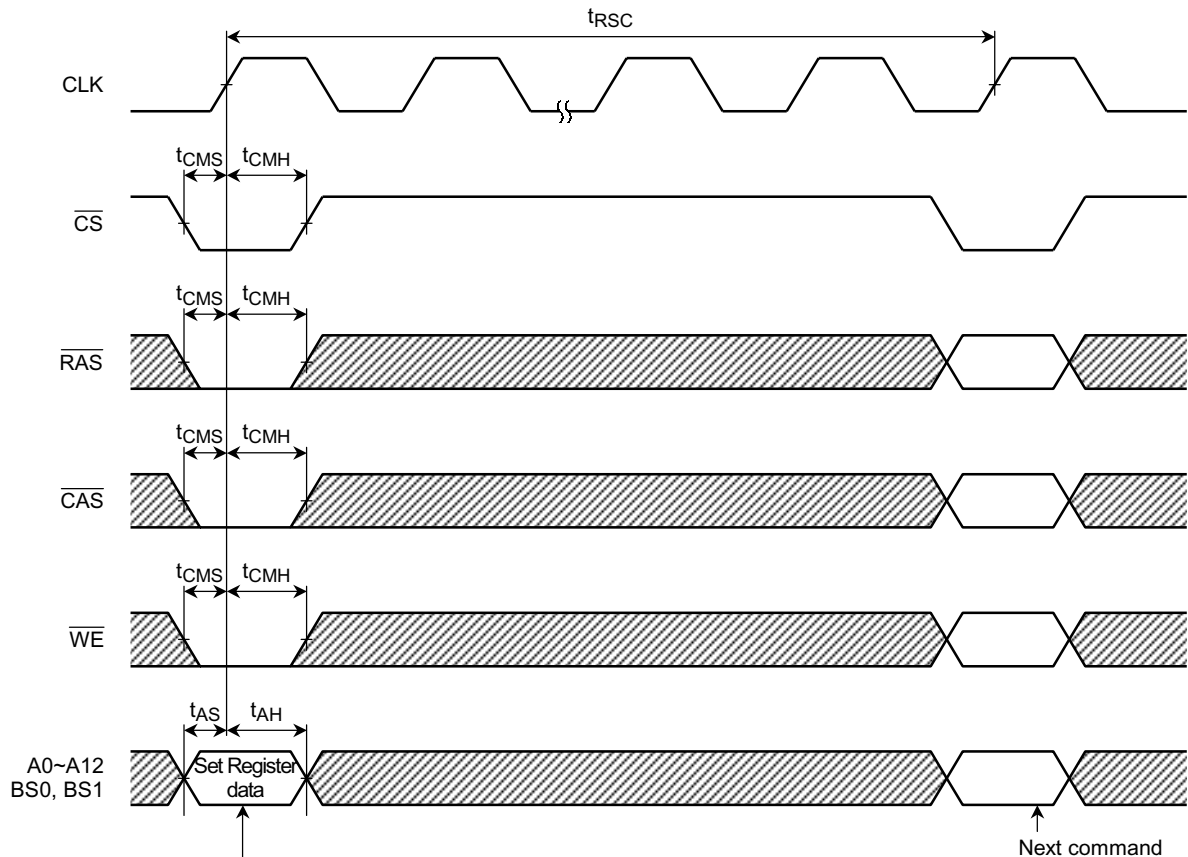 tRSC
CLK
tCMS tCMH
CS
tCMS tCMH
RAS
tCMS tCMH
CAS
tCMS tCMH
WE
tAS tAH
A0~A12
BS0, BS1
Set Register
data
Next command